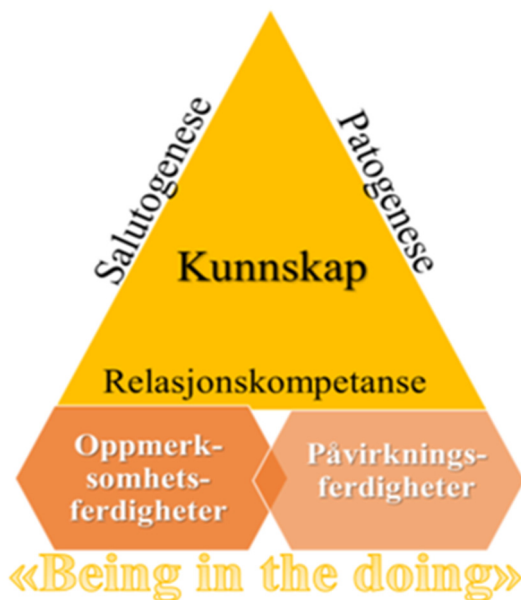 Salutogenese
Patogenese
Kunnskap
Relasjonskompetanse
Oppmerk-
somhets-
ferdigheter
Påvirknings-
ferdigheter
«Being in the doing»